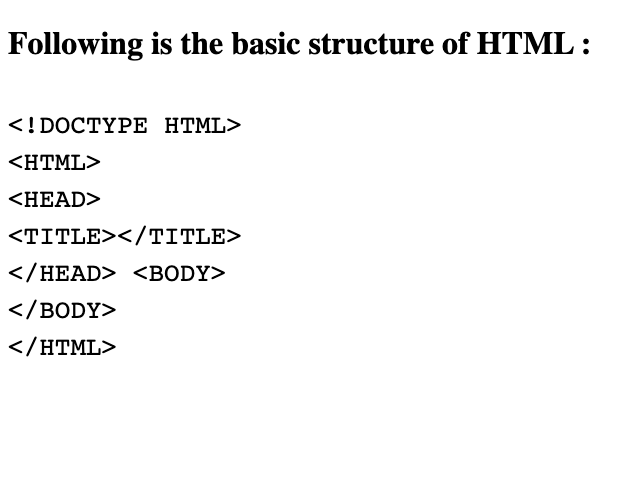 Following is the basic structure of HTML :
<!DOCTYPE HTML>
<HTML>
<HEAD>
<TITLE></TITLE>
</HEAD> <BODY>
</BODY>
</HTML>